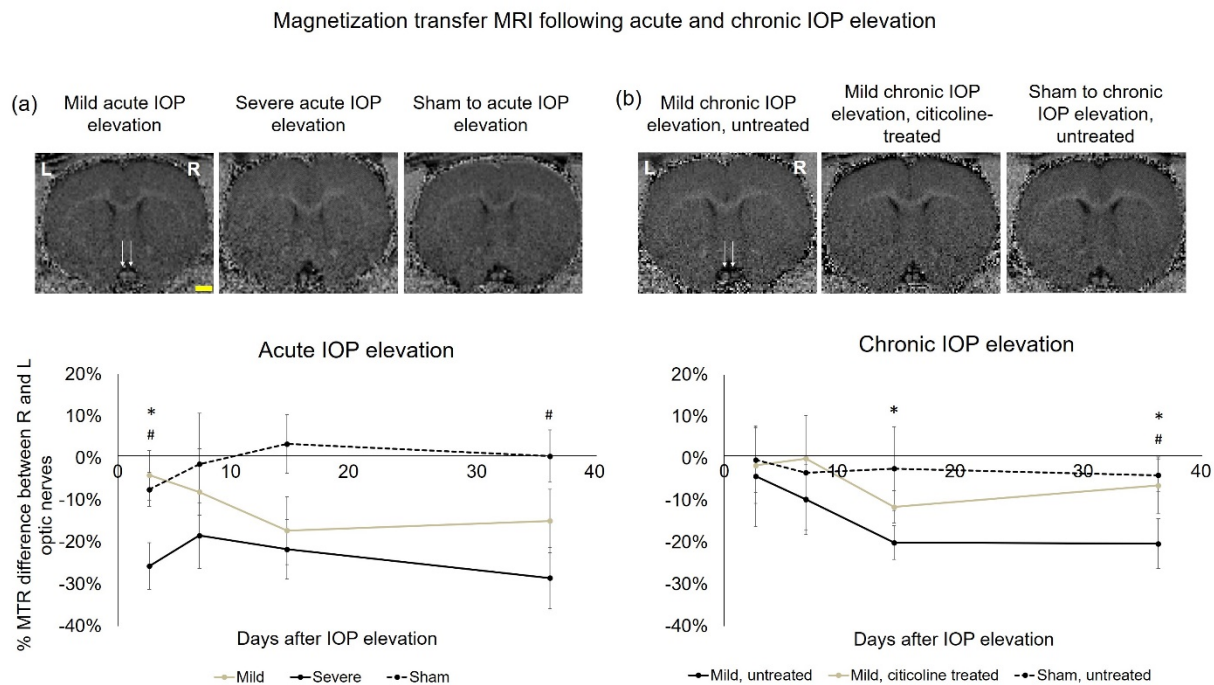 Magnetization transfer MRI following acute and chronic IOP elevation
(a)
Mild acute IOP
elevation
Severe acute IOP
elevation
Sham to acute IOP
elevation
L
R
(b)
Mild chronic IOP
elevation, untreated
Mild chronic IOP
elevation, citicoline-
treated
Sham to chronic
IOP elevation,
untreated
L
R
Acute IOP elevation
% MTR difference between R and L
optic nerves
20%
10%
0%
-10%
-20%
-30%
-40%
0
10
20
30
40
*
#
#
Days after IOP elevation
Mild
Severe
Sham
Chronic IOP elevation
20%
10%
0%
-10%
-20%
-30%
-40%
0
10
20
30
40
*
*
#
Days after IOP elevation
Mild, untreated
Mild, citicoline treated
Sham, untreated